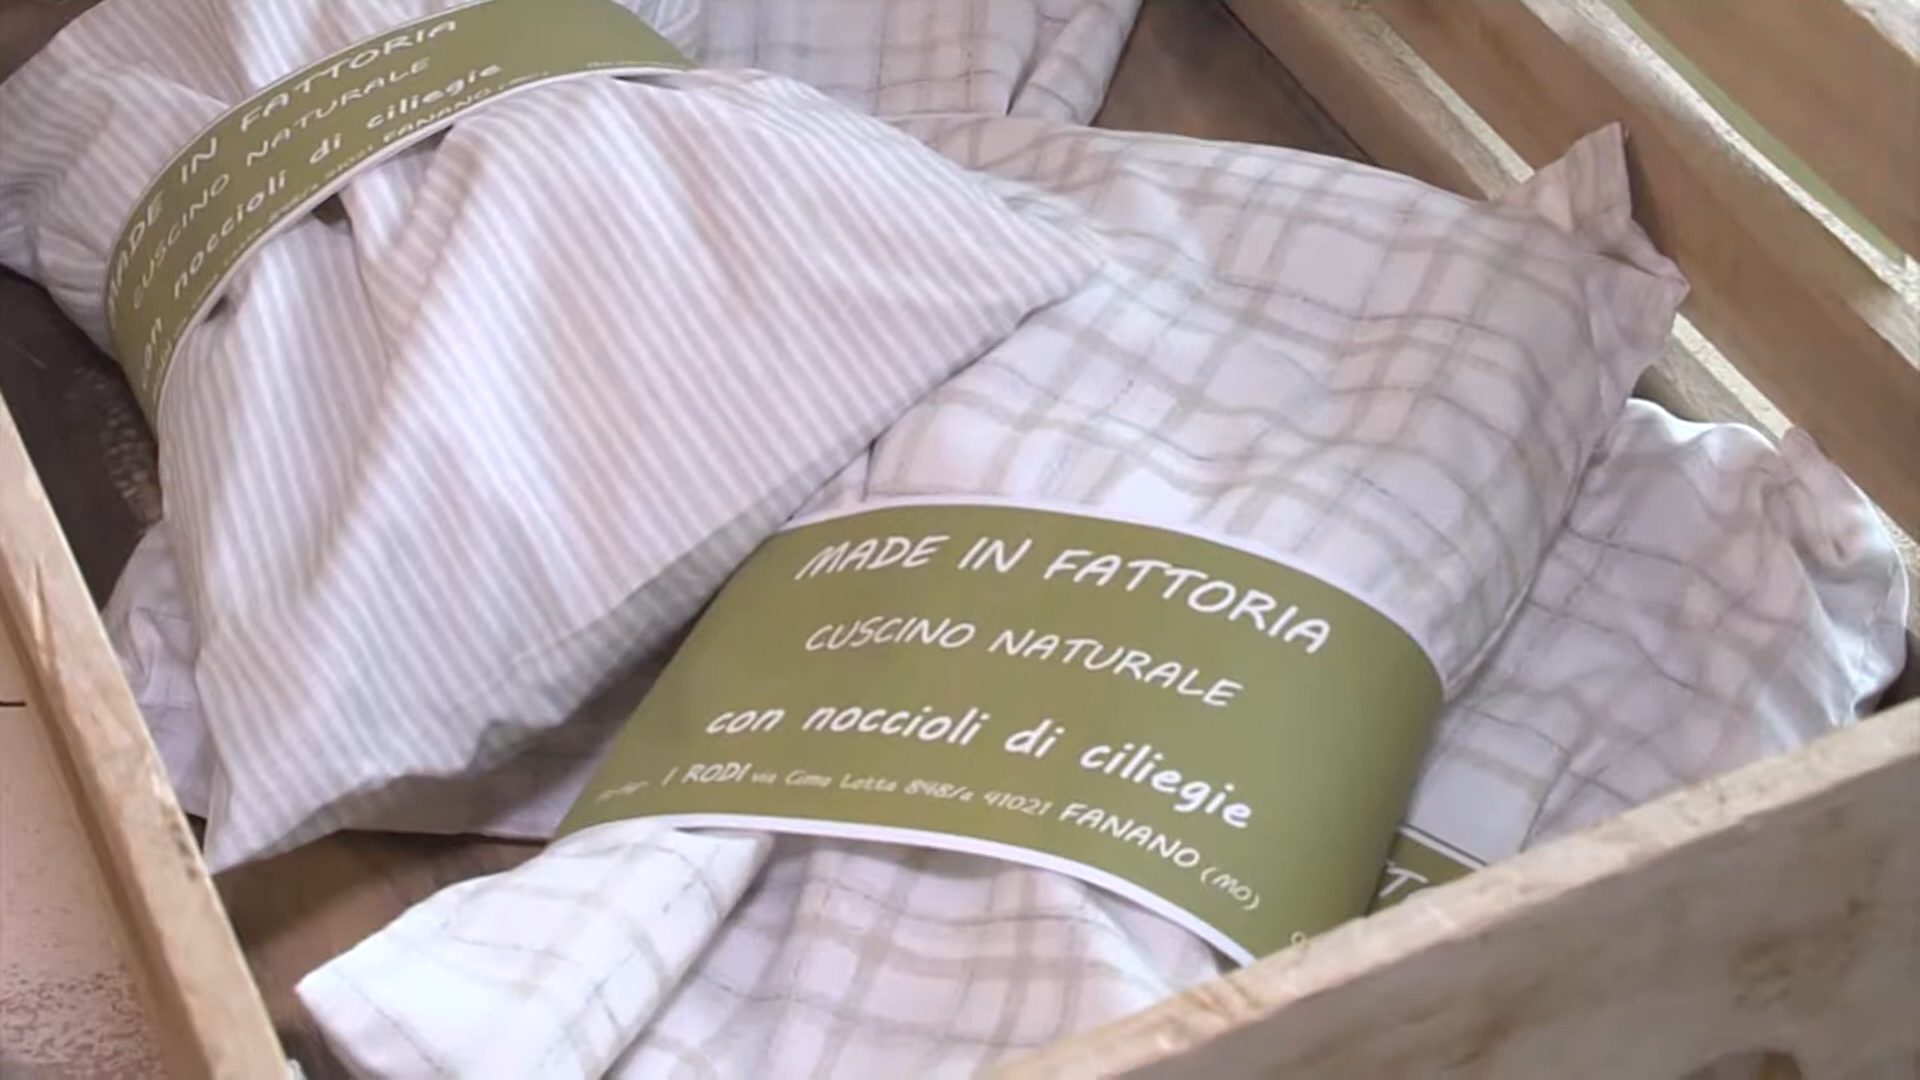 MADE IN FATTORIA
CUSCINO NATURALE
con noccioli di ciliegie
FANANO
MADE IN FATTORIA
CUSCINO NATURALE
con noccioli di ciliegie
I RODI via Cima Lotta 848/a 41021 FANANO (MO)